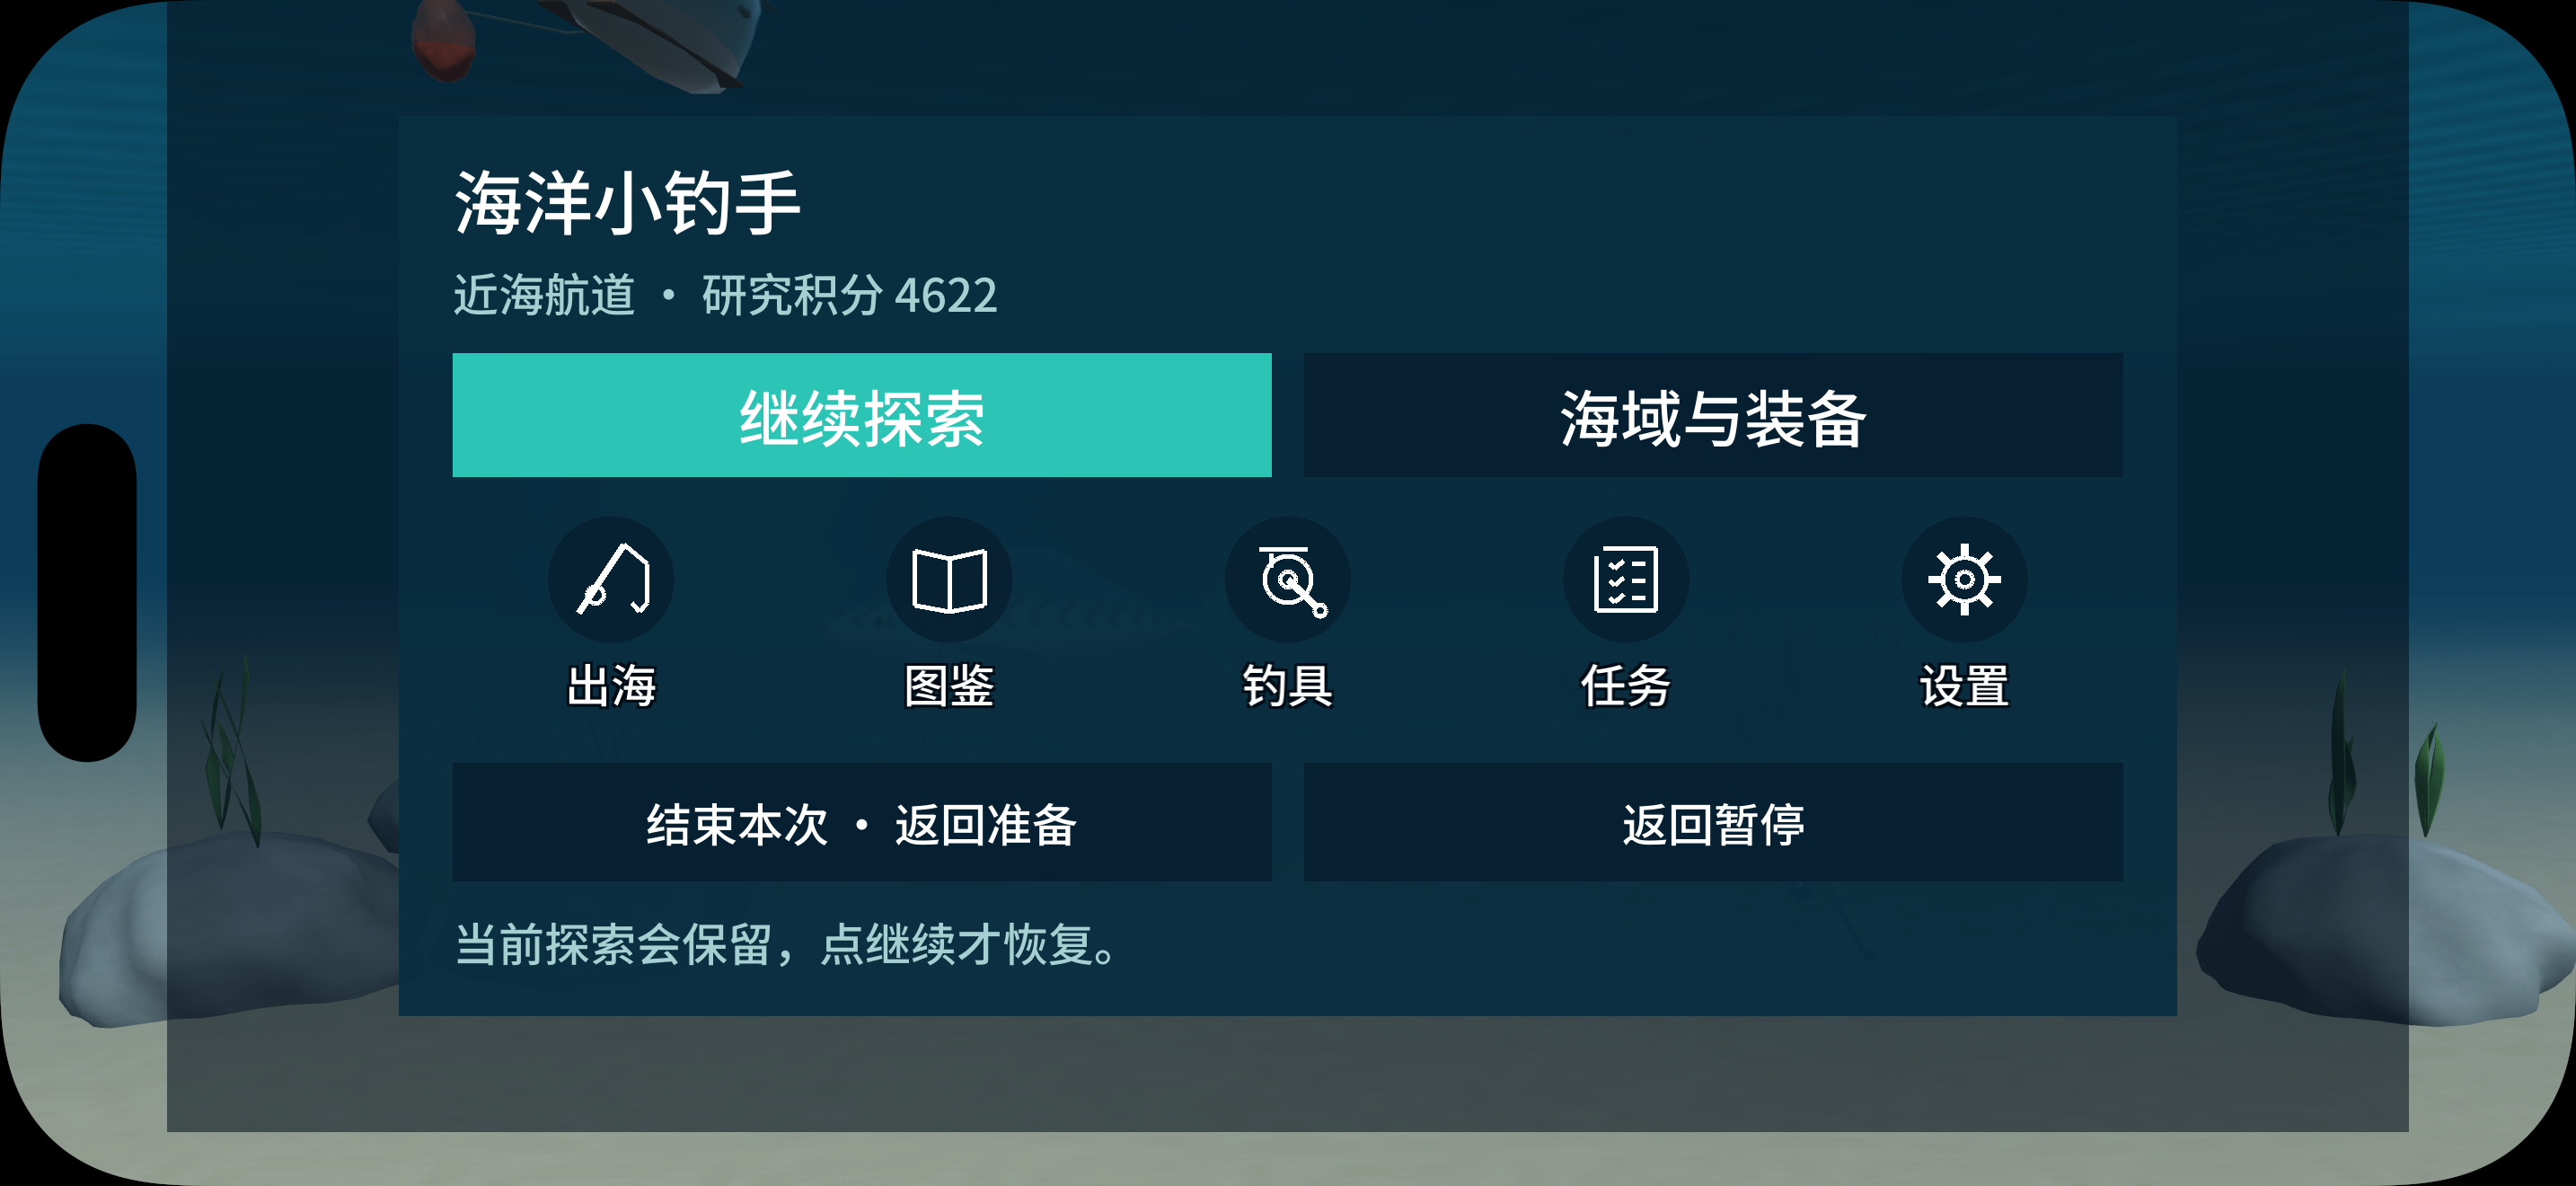 海洋小钓手
近海航道 · 研究积分 4622
继续探索
海域与装备
出海
图鉴
钓具
任务
设置
结束本次 · 返回准备
返回暂停
当前探索会保留，点继续才恢复。